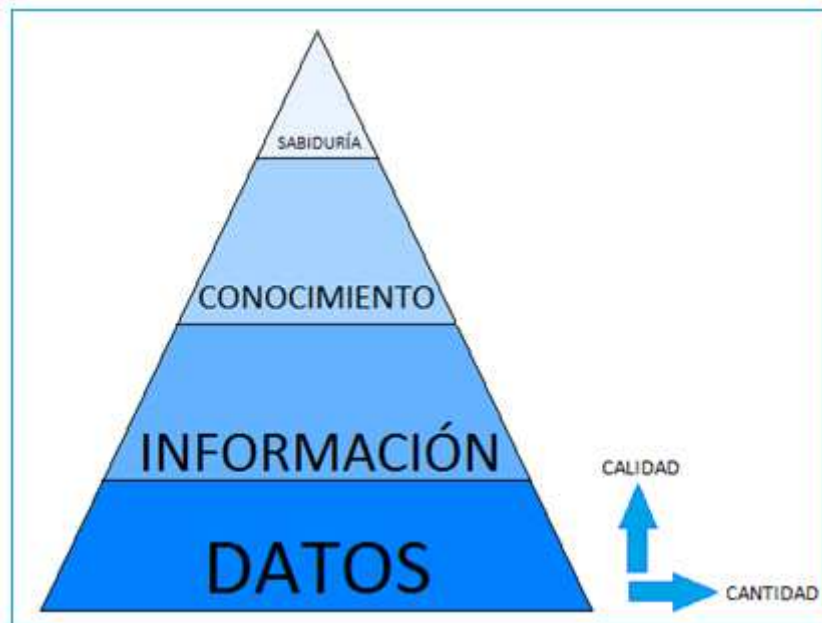 SABIDURÍA
CONOCIMIENTO
INFORMACIÓN
DATOS
CALIDAD
CANTIDAD